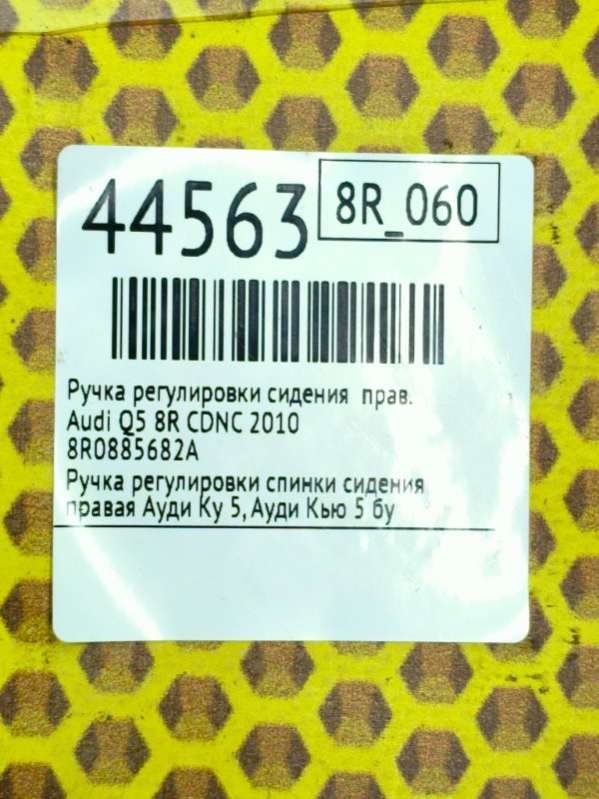 44563
8R_060
Ручка регулировки сидения прав.
Audi Q5 8R CDNC 2010
8R0885682A
Ручка регулировки спинки сидения
правая Ауди Ку 5, Ауди Кью 5 бу